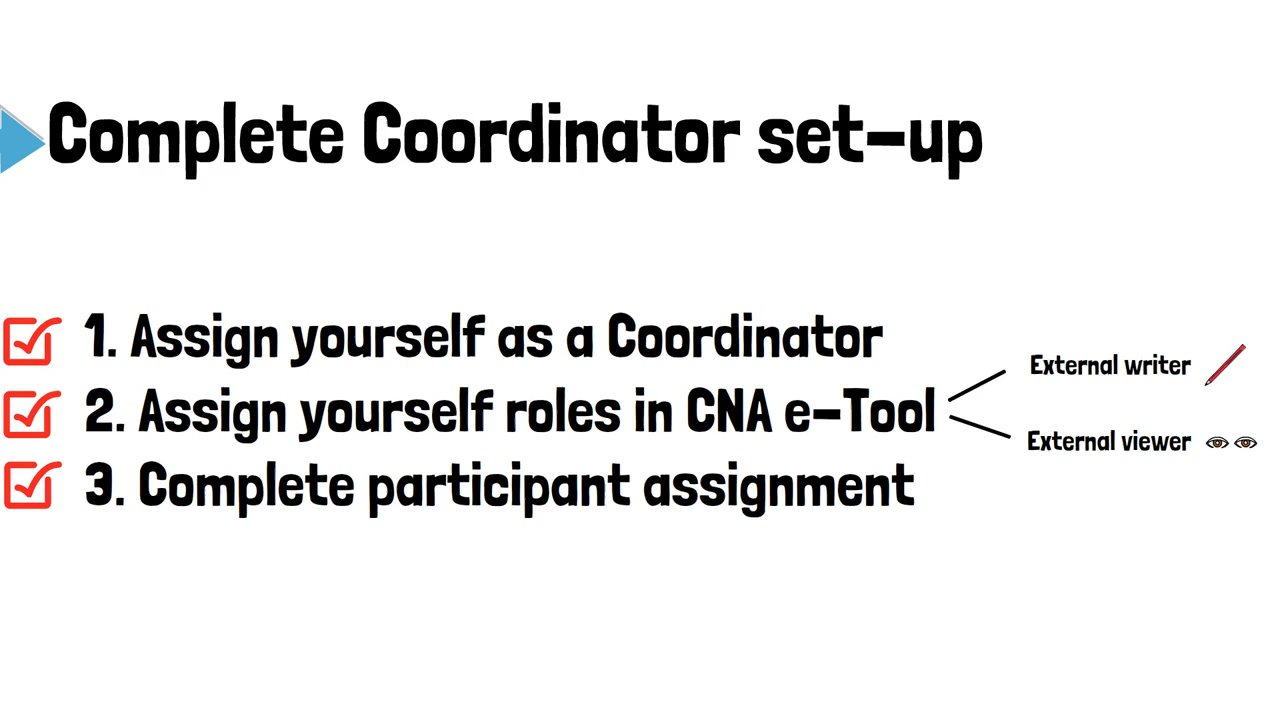 Complete Coordinator set-up
1. Assign yourself as a Coordinator
2. Assign yourself roles in CNA e-Tool
External writer
External viewer
3. Complete participant assignment